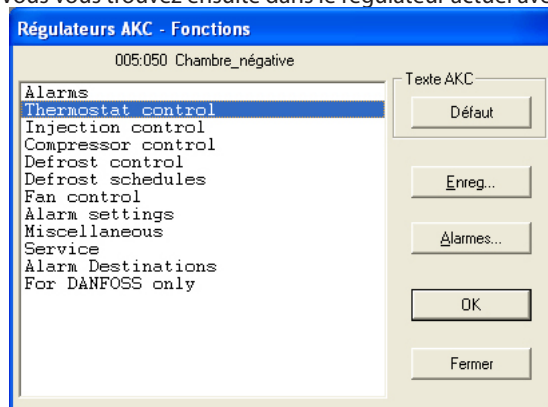 vous vous trouvez ensuite dans le régulateur actuel ave
Régulateurs AKC - Fonctions
005:050 Chambre_négative
Alarms
Thermostat control
Injection control
Compressor control
Defrost control
Defrost schedules
Fan control
Alarm settings
Miscellaneous
Service
Alarm Destinations
For DANFOSS only
Texte AKC
Défaut
Enreg...
Alarmes...
OK
Fermer